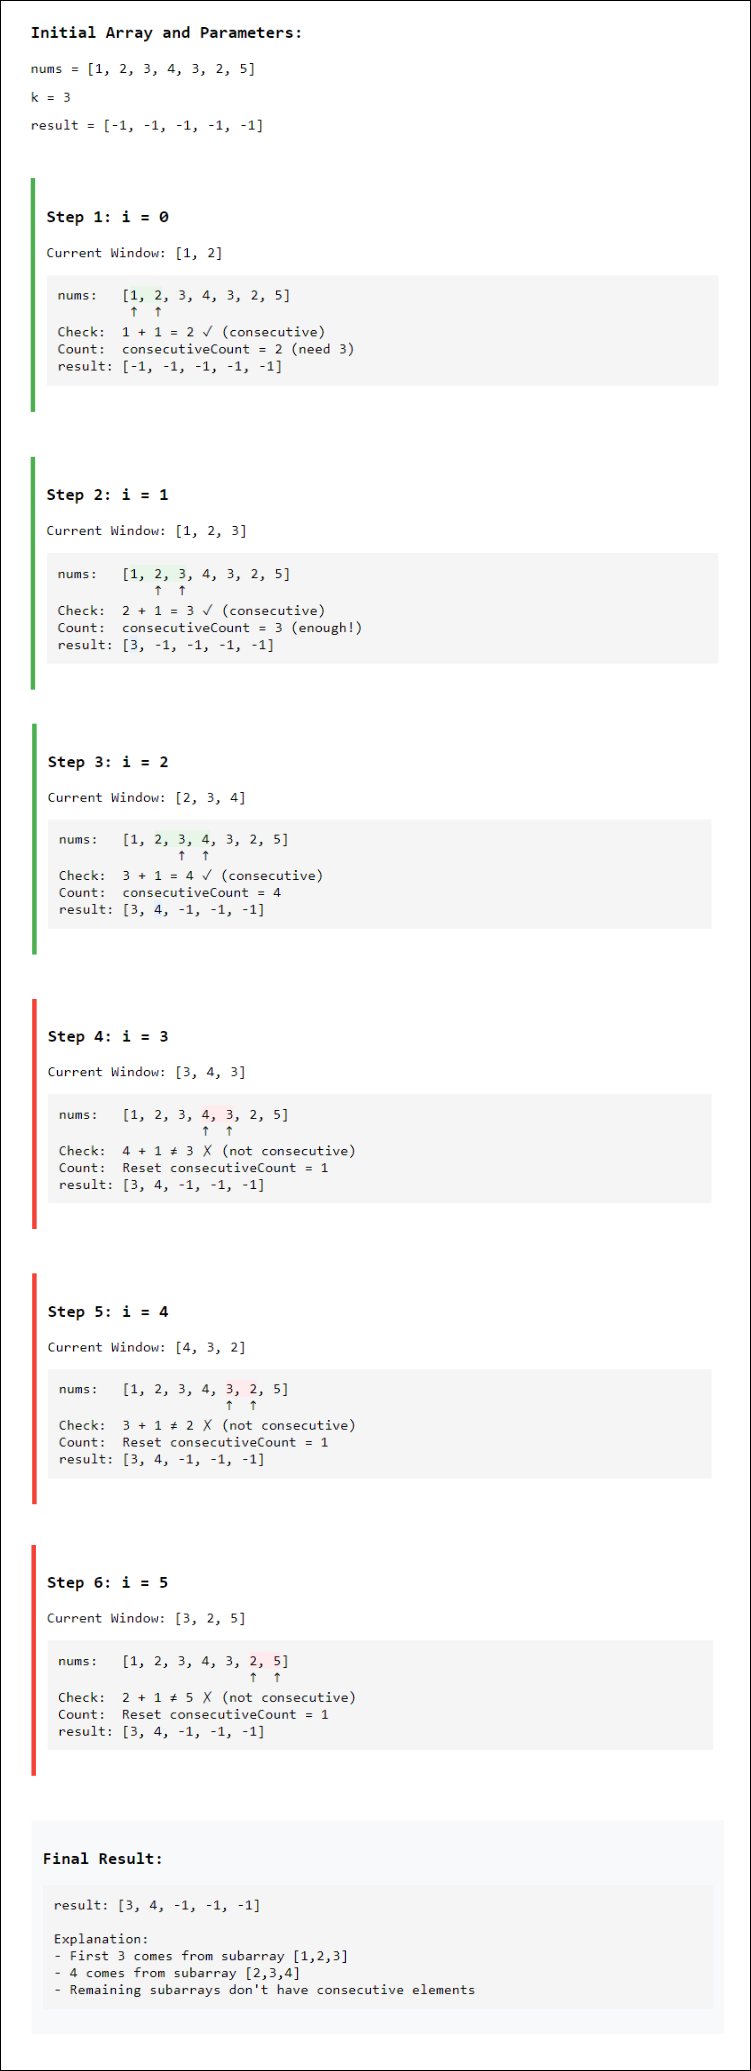 Initial Array and Parameters:
nums = [1, 2, 3, 4, 3, 2, 5]
k = 3
result = [-1, -1, -1, -1, -1]
Step 1: i = 0
Current Window: [1, 2]
nums:   [1, 2, 3, 4, 3, 2, 5]
↑  ↑
Check:  1 + 1 = 2 ✓ (consecutive)
Count:  consecutiveCount = 2 (need 3)
result: [-1, -1, -1, -1, -1]
Step 2: i = 1
Current Window: [1, 2, 3]
nums:   [1, 2, 3, 4, 3, 2, 5]
↑  ↑
Check:  2 + 1 = 3 ✓ (consecutive)
Count:  consecutiveCount = 3 (enough!)
result: [3, -1, -1, -1, -1]
Step 3: i = 2
Current Window: [2, 3, 4]
nums:   [1, 2, 3, 4, 3, 2, 5]
↑  ↑
Check:  3 + 1 = 4 ✓ (consecutive)
Count:  consecutiveCount = 4
result: [3, 4, -1, -1, -1]
Step 4: i = 3
Current Window: [3, 4, 3]
nums:   [1, 2, 3, 4, 3, 2, 5]
↑  ↑
Check:  4 + 1 ≠ 3 ✗ (not consecutive)
Count:  Reset consecutiveCount = 1
result: [3, 4, -1, -1, -1]
Step 5: i = 4
Current Window: [4, 3, 2]
nums:   [1, 2, 3, 4, 3, 2, 5]
↑  ↑
Check:  3 + 1 ≠ 2 ✗ (not consecutive)
Count:  Reset consecutiveCount = 1
result: [3, 4, -1, -1, -1]
Step 6: i = 5
Current Window: [3, 2, 5]
nums:   [1, 2, 3, 4, 3, 2, 5]
↑  ↑
Check:  2 + 1 ≠ 5 ✗ (not consecutive)
Count:  Reset consecutiveCount = 1
result: [3, 4, -1, -1, -1]
Final Result:
result: [3, 4, -1, -1, -1]
Explanation:
- First 3 comes from subarray [1,2,3]
- 4 comes from subarray [2,3,4]
- Remaining subarrays don't have consecutive elements